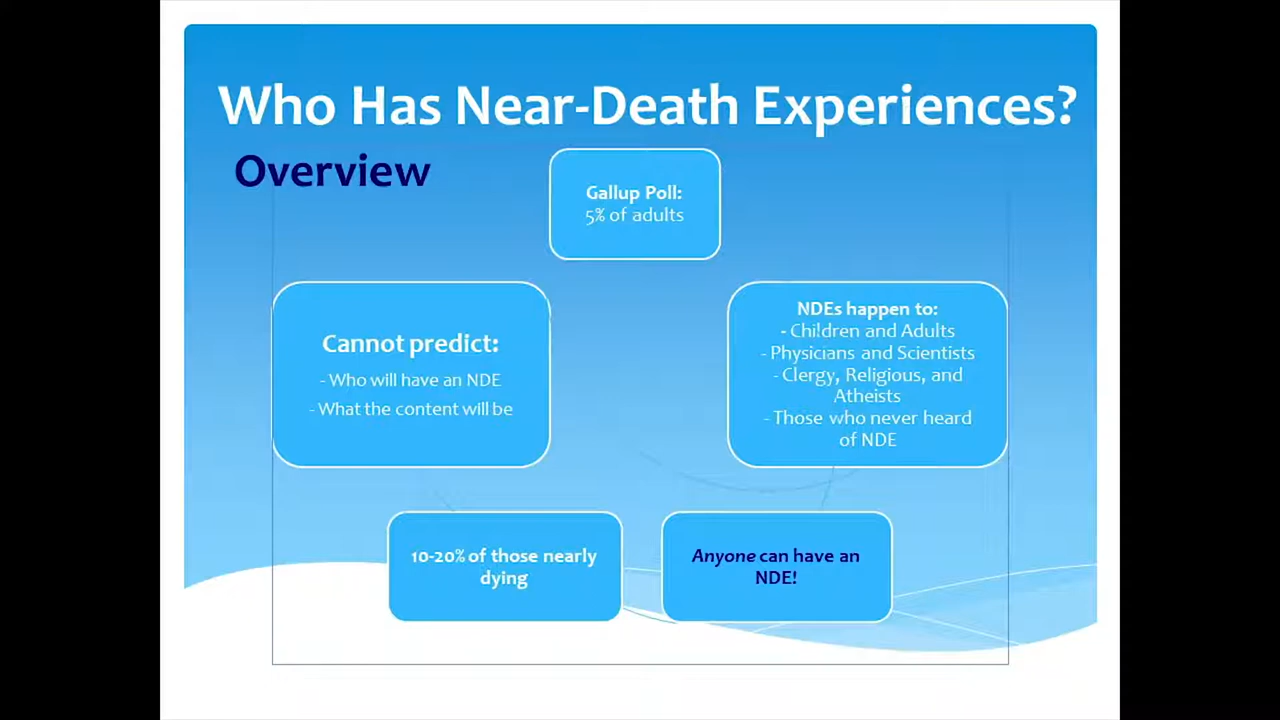 Who Has Near-Death Experiences?
Overview
Gallup Poll:
5% of adults
Cannot predict:
- Who will have an NDE
- What the content will be
NDEs happen to:
- Children and Adults
- Physicians and Scientists
- Clergy, Religious, and
Atheists
- Those who never heard
of NDE
10-20% of those nearly
dying
Anyone can have an
NDE!